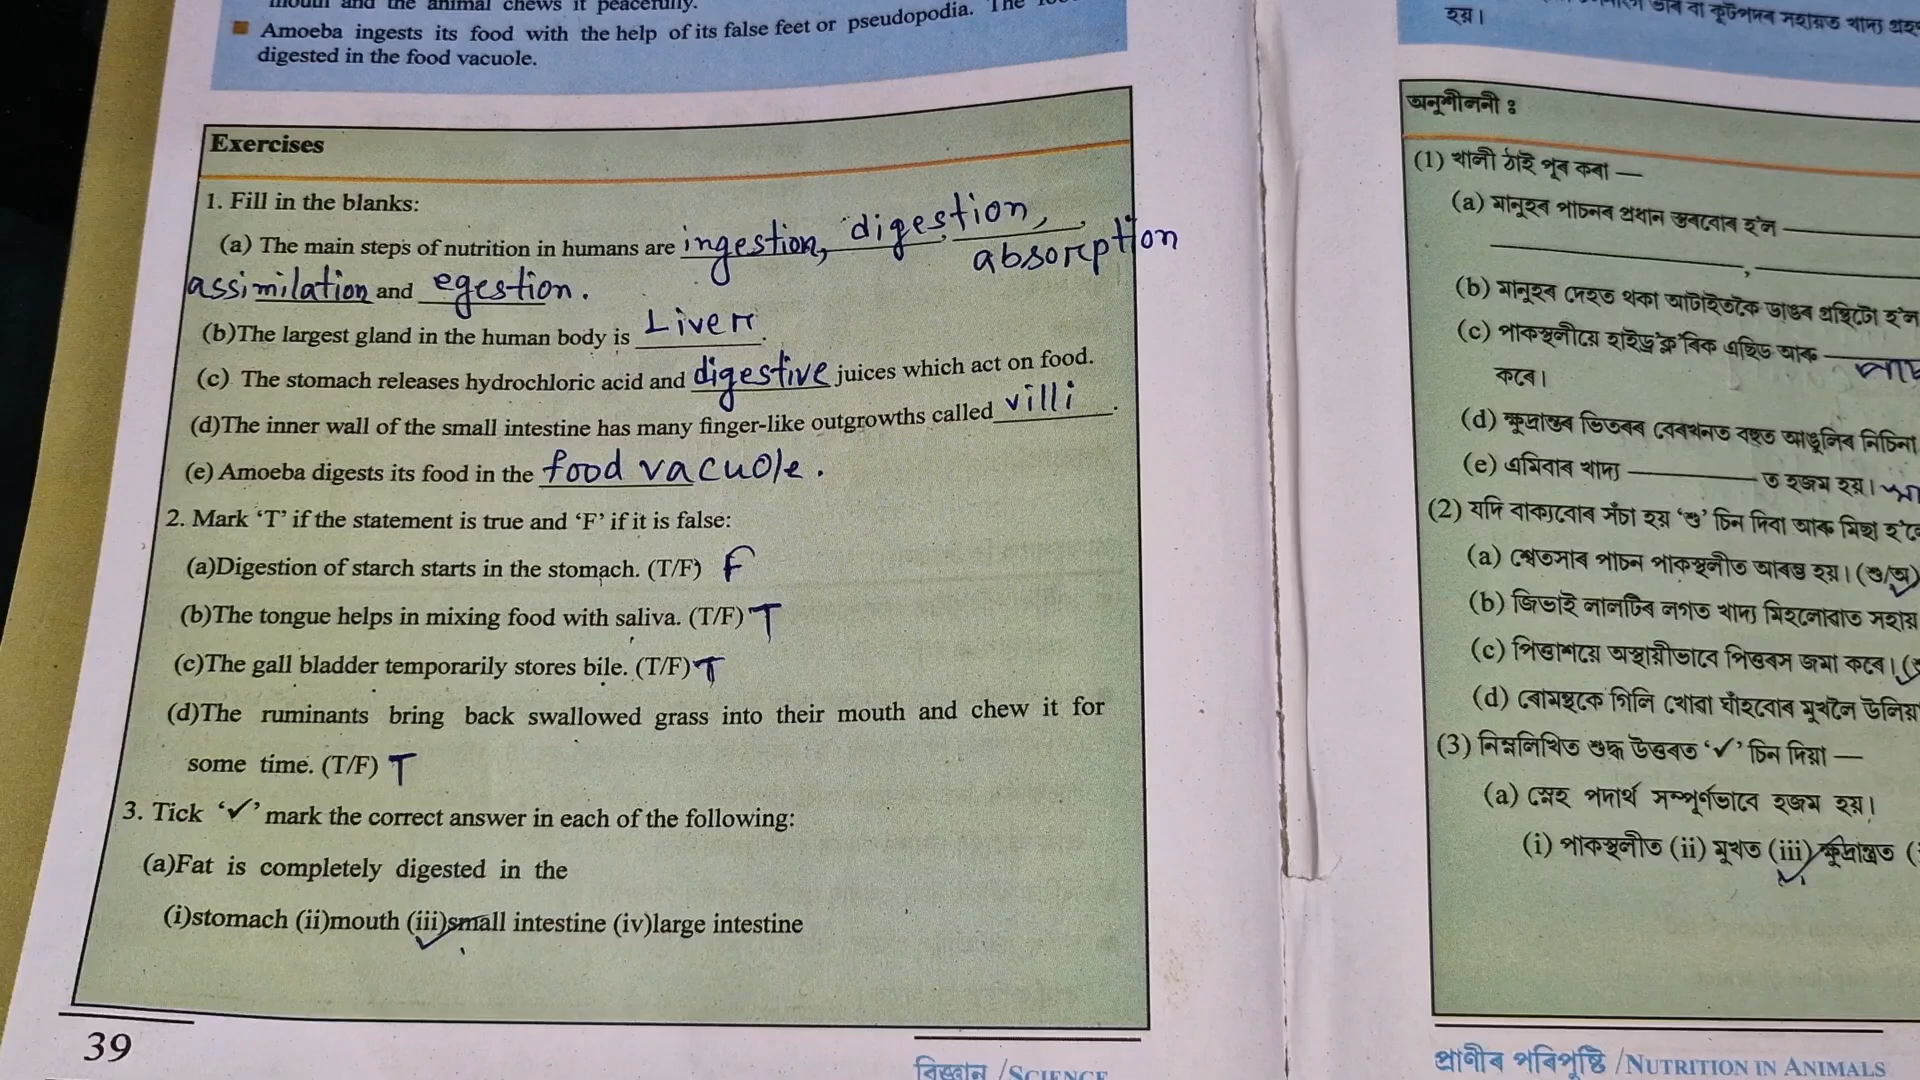 mouth and the animal chews it peacefully.
Amoeba ingests its food with the help of its false feet or pseudopodia. The
digested in the food vacuole.
Exercises
1. Fill in the blanks:
(a) The main steps of nutrition in humans are ingestion, digestion,
absorption
assimilation and egestion.
(b)The largest gland in the human body is Liver.
(c) The stomach releases hydrochloric acid and digestive juices which act on food.
(d)The inner wall of the small intestine has many finger-like outgrowths called villi.
(e) Amoeba digests its food in the food vacuole.
2. Mark ‘T’ if the statement is true and ‘F’ if it is false:
(a)Digestion of starch starts in the stomach. (T/F) F
(b)The tongue helps in mixing food with saliva. (T/F) T
(c)The gall bladder temporarily stores bile. (T/F) T
(d)The ruminants bring back swallowed grass into their mouth and chew it for
some time. (T/F) T
3. Tick ‘✓’ mark the correct answer in each of the following:
(a)Fat is completely digested in the
(i)stomach (ii)mouth (iii)small intestine (iv)large intestine
39
বিজ্ঞান /SCIENCE
বা কূটপদৰ সহায়ত খাদ্য
হয়।
অনুশীলনী ঃ
(1) খালী ঠাই পূৰ কৰা —
(a) মানুহৰ পাচনৰ প্ৰধান স্তৰবোৰ হ’ল
(b) মানুহৰ দেহত থকা আটাইতকৈ ডাঙৰ গ্ৰন্থিটো হ’ল
(c) পাকস্থলীয়ে হাইড্ৰ’ক্ল’ৰিক এছিড আৰু
কৰে।
(d) ক্ষুদ্ৰান্ত্ৰৰ ভিতৰৰ বেৰখনত বহুত আঙুলিৰ নিচিনা
(e) এমিবাৰ খাদ্য ——— ত হজম হয়।
(2) যদি বাক্যবোৰ সঁচা হয় ‘শু’ চিন দিবা আৰু মিছা হ’লে
(a) শ্বেতসাৰ পাচন পাকস্থলীত আৰম্ভ হয়। (শু/অ)
(b) জিভাই লালটিৰ লগত খাদ্য মিহলোৱাত সহায়
(c) পিত্তাশয়ে অস্থায়ীভাবে পিত্তৰস জমা কৰে।
(d) ৰোমন্থকে গিলি থোৱা ঘাঁহবোৰ মুখলৈ উলিয়া
(3) নিম্নলিখিত শুদ্ধ উত্তৰত ‘✓’ চিন দিয়া —
(a) স্নেহ পদাৰ্থ সম্পূৰ্ণভাবে হজম হয়।
(i) পাকস্থলীত (ii) মুখত (iii) ক্ষুদ্ৰান্ত্ৰত
প্ৰাণীৰ পৰিপুষ্টি /NUTRITION IN ANIMALS